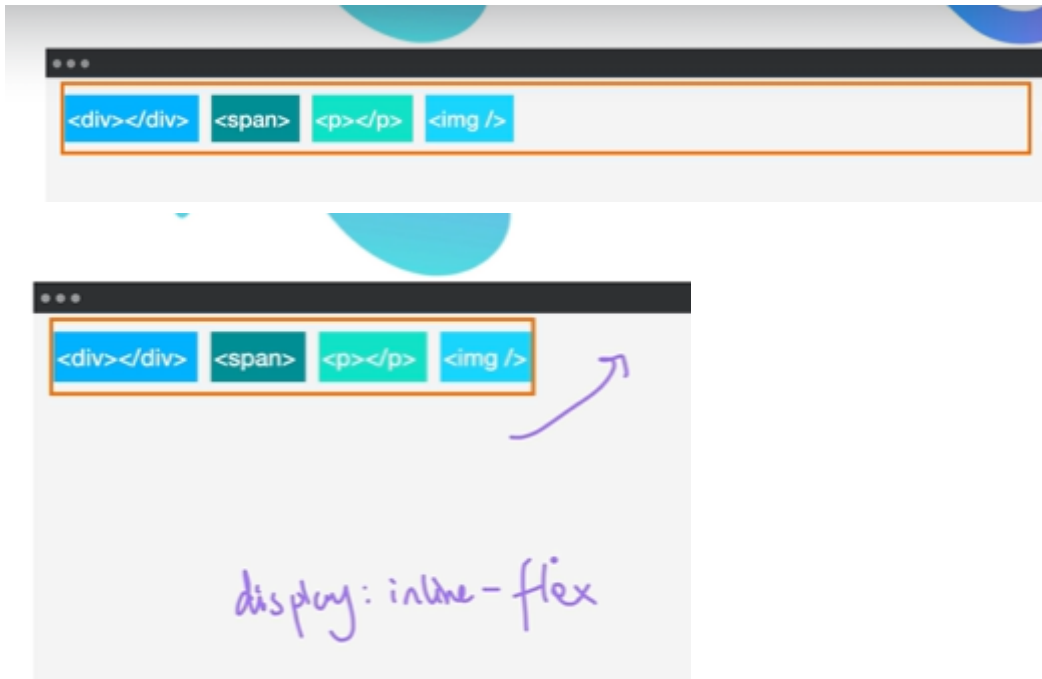 <div></div> <span> <p></p> <img />
<div></div> <span> <p></p> <img />
display: inline-flex